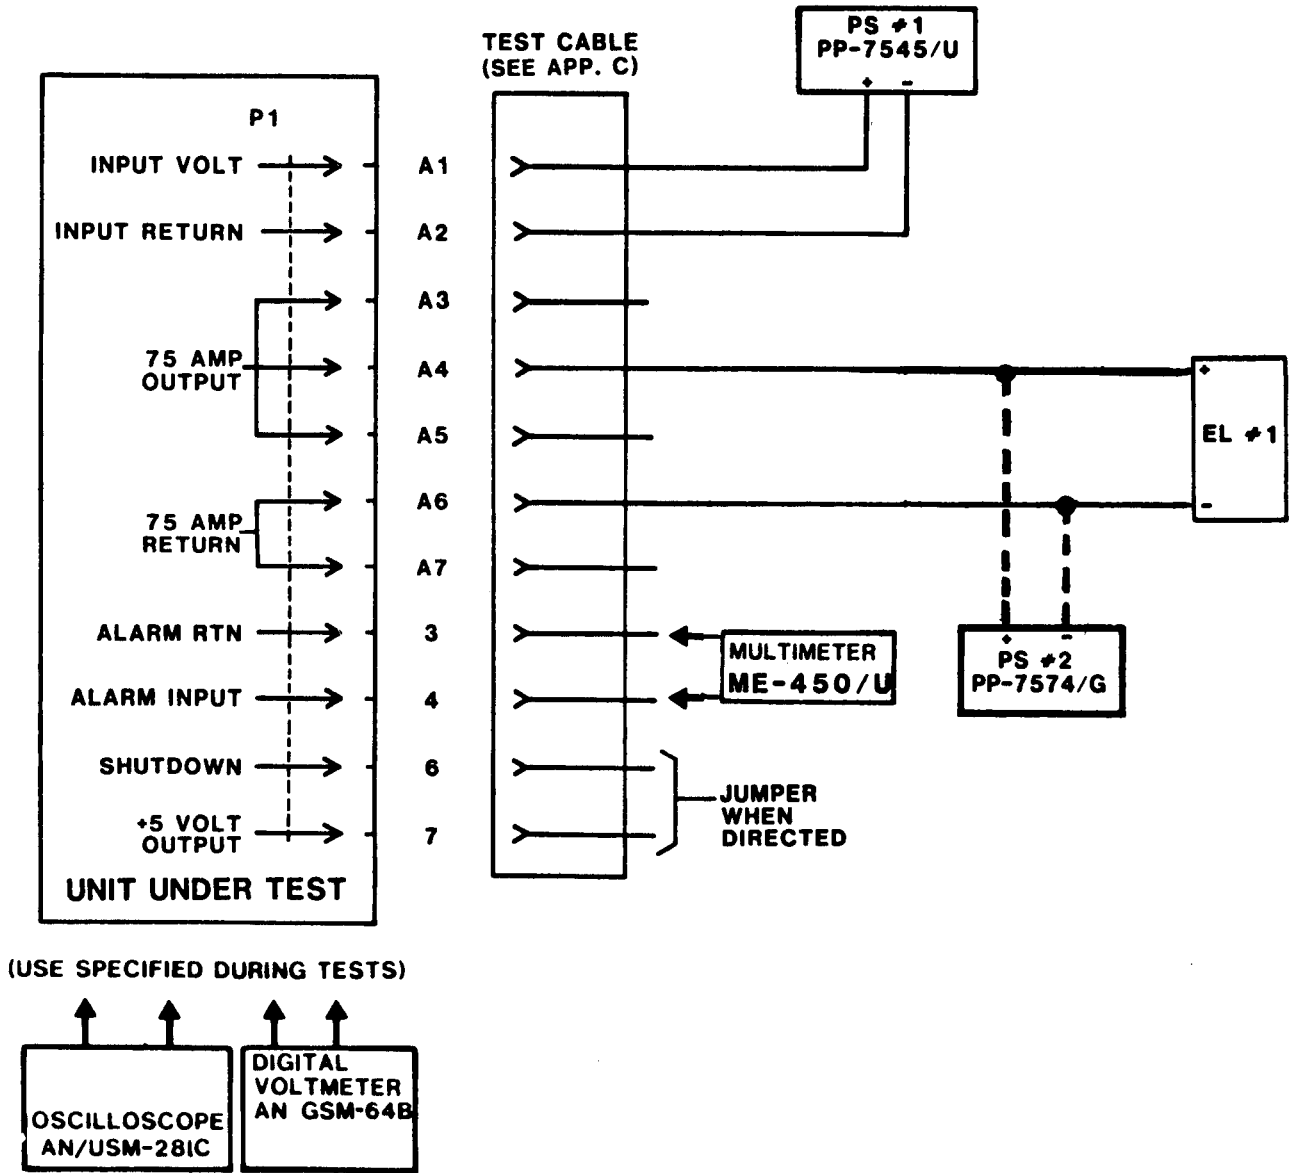 PS #1
PP-7545/U
+ -
TEST CABLE
(SEE APP. C)
P1
INPUT VOLT
A1
INPUT RETURN
A2
A3
75 AMP
OUTPUT
A4
A5
75 AMP
RETURN
A6
A7
ALARM RTN
3
ALARM INPUT
4
SHUTDOWN
6
+5 VOLT
OUTPUT
7
UNIT UNDER TEST
+
EL #1
-
+ -
PS #2
PP-7574/G
MULTIMETER
ME-450/U
JUMPER
WHEN
DIRECTED
(USE SPECIFIED DURING TESTS)
OSCILLOSCOPE
AN/USM-281C
DIGITAL
VOLTMETER
AN GSM-64B